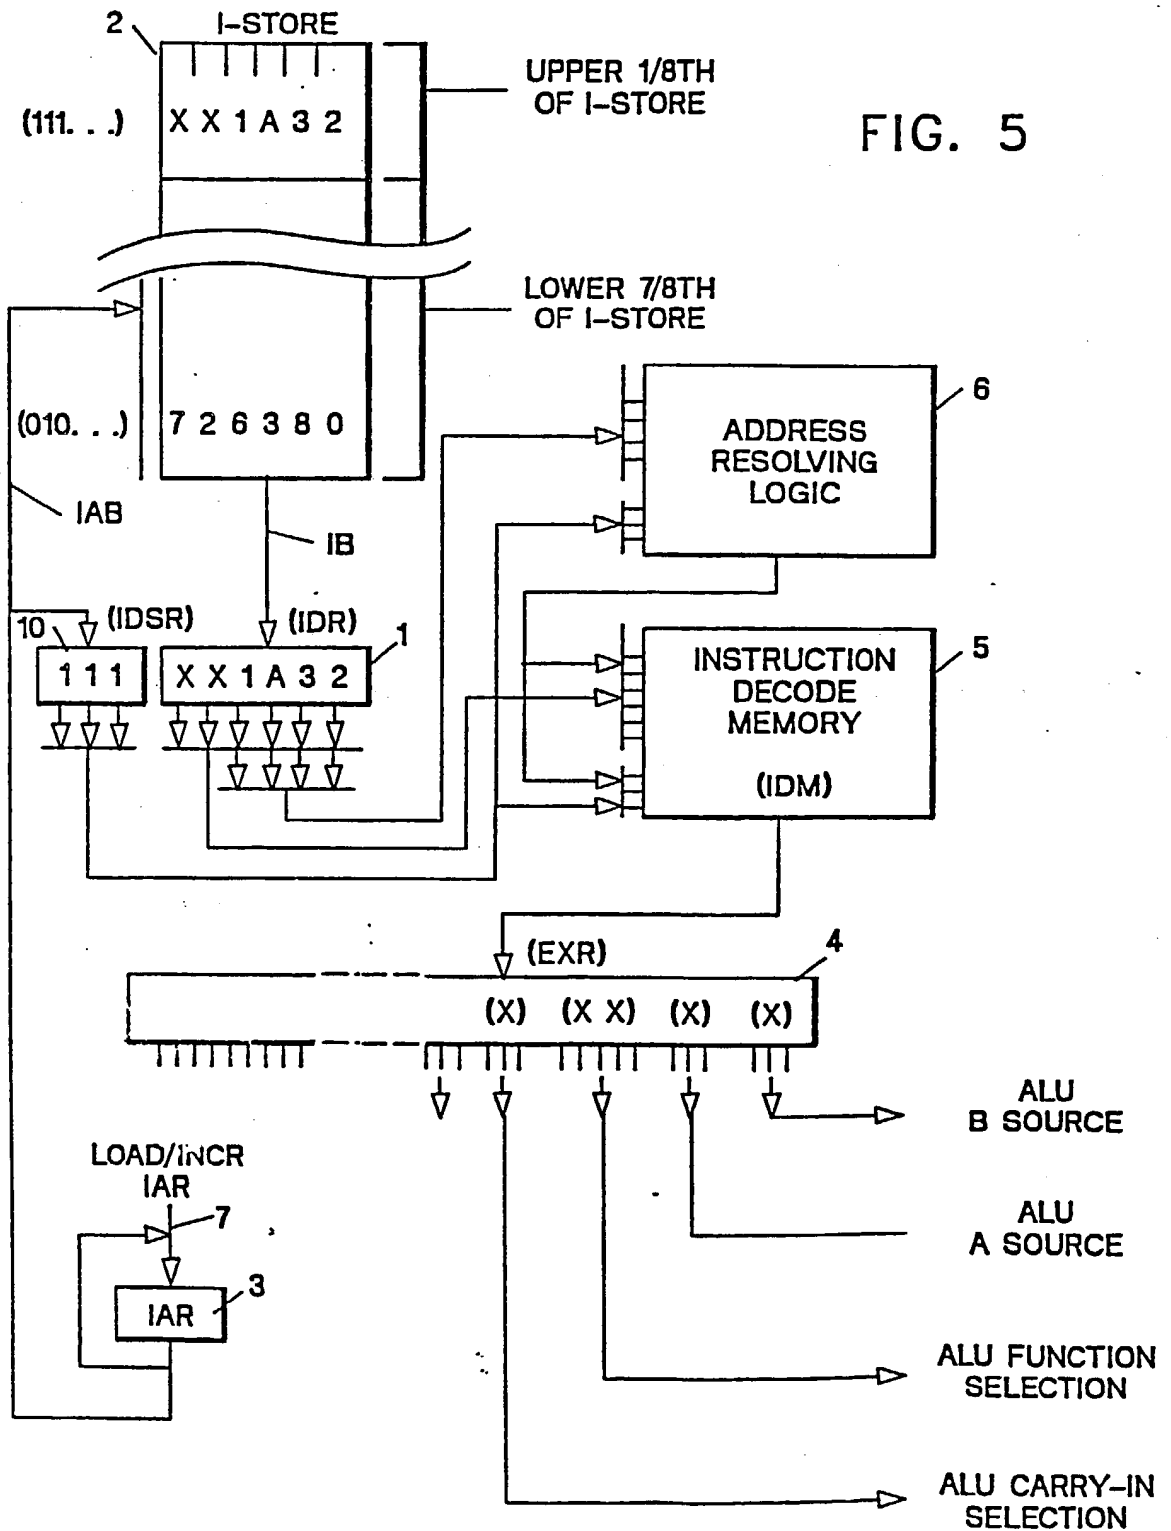 2
I-STORE
(111. . .)
X X 1 A 3 2
UPPER 1/8TH
OF I-STORE
FIG. 5
LOWER 7/8TH
OF I-STORE
(010. . .)
7 2 6 3 8 0
IAB
IB
6
ADDRESS
RESOLVING
LOGIC
10
(IDSR)
(IDR)
1
1 1 1
X X 1 A 3 2
5
INSTRUCTION
DECODE
MEMORY
(IDM)
(EXR)
4
(X) (X X) (X) (X)
ALU
B SOURCE
LOAD/INCR
IAR
7
ALU
A SOURCE
3
IAR
ALU FUNCTION
SELECTION
ALU CARRY-IN
SELECTION